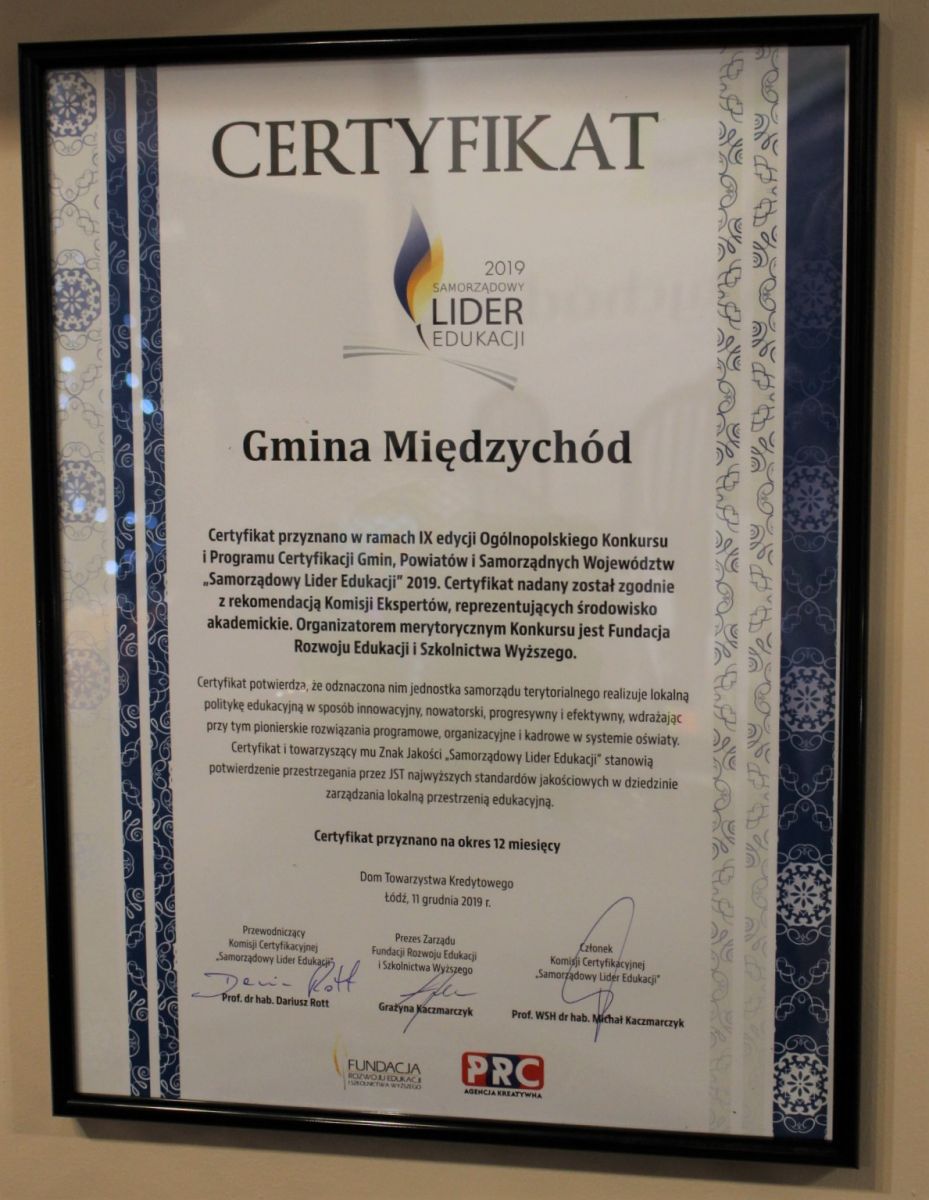 CERTYFIKAT
2019
SAMORZĄDOWY
LIDER
EDUKACJI
Gmina Międzychód
Certyfikat przyznano w ramach IX edycji Ogólnopolskiego Konkursu
i Programu Certyfikacji Gmin, Powiatów i Samorządnych Województw
„Samorządowy Lider Edukacji” 2019. Certyfikat nadany został zgodnie
z rekomendacją Komisji Ekspertów, reprezentujących środowisko
akademickie. Organizatorem merytorycznym Konkursu jest Fundacja
Rozwoju Edukacji i Szkolnictwa Wyższego.
Certyfikat potwierdza, że odznaczona nim jednostka samorządu terytorialnego realizuje lokalną
politykę edukacyjną w sposób innowacyjny, nowatorski, progresywny i efektywny, wdrażając
przy tym pionierskie rozwiązania programowe, organizacyjne i kadrowe w systemie oświaty.
Certyfikat i towarzyszący mu Znak Jakości „Samorządowy Lider Edukacji” stanowią
potwierdzenie przestrzegania przez JST najwyższych standardów jakościowych w dziedzinie
zarządzania lokalną przestrzenią edukacyjną.
Certyfikat przyznano na okres 12 miesięcy
Dom Towarzystwa Kredytowego
Łódź, 11 grudnia 2019 r.
Przewodniczący
Komisji Certyfikacyjnej
„Samorządowy Lider Edukacji”
Darius Rott
Prof. dr hab. Dariusz Rott
Prezes Zarządu
Fundacji Rozwoju Edukacji
i Szkolnictwa Wyższego
Grażyna Kaczmarczyk
Członek
Komisji Certyfikacyjnej
„Samorządowy Lider Edukacji”
Prof. WSH dr hab. Michał Kaczmarczyk
FUNDACJA
ROZWOJU EDUKACJI
I SZKOLNICTWA WYŻSZEGO
PRC
AGENCJA KREATYWNA